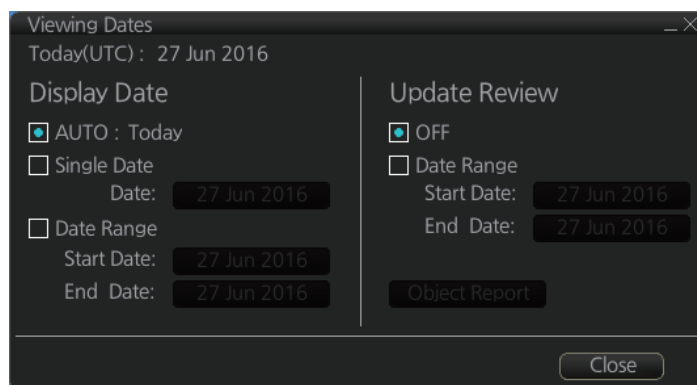 Viewing Dates
Today(UTC) : 27 Jun 2016
Display Date
AUTO : Today
Single Date
Date: 27 Jun 2016
Date Range
Start Date: 27 Jun 2016
End Date: 27 Jun 2016
Update Review
OFF
Date Range
Start Date: 27 Jun 2016
End Date: 27 Jun 2016
Object Report
Close